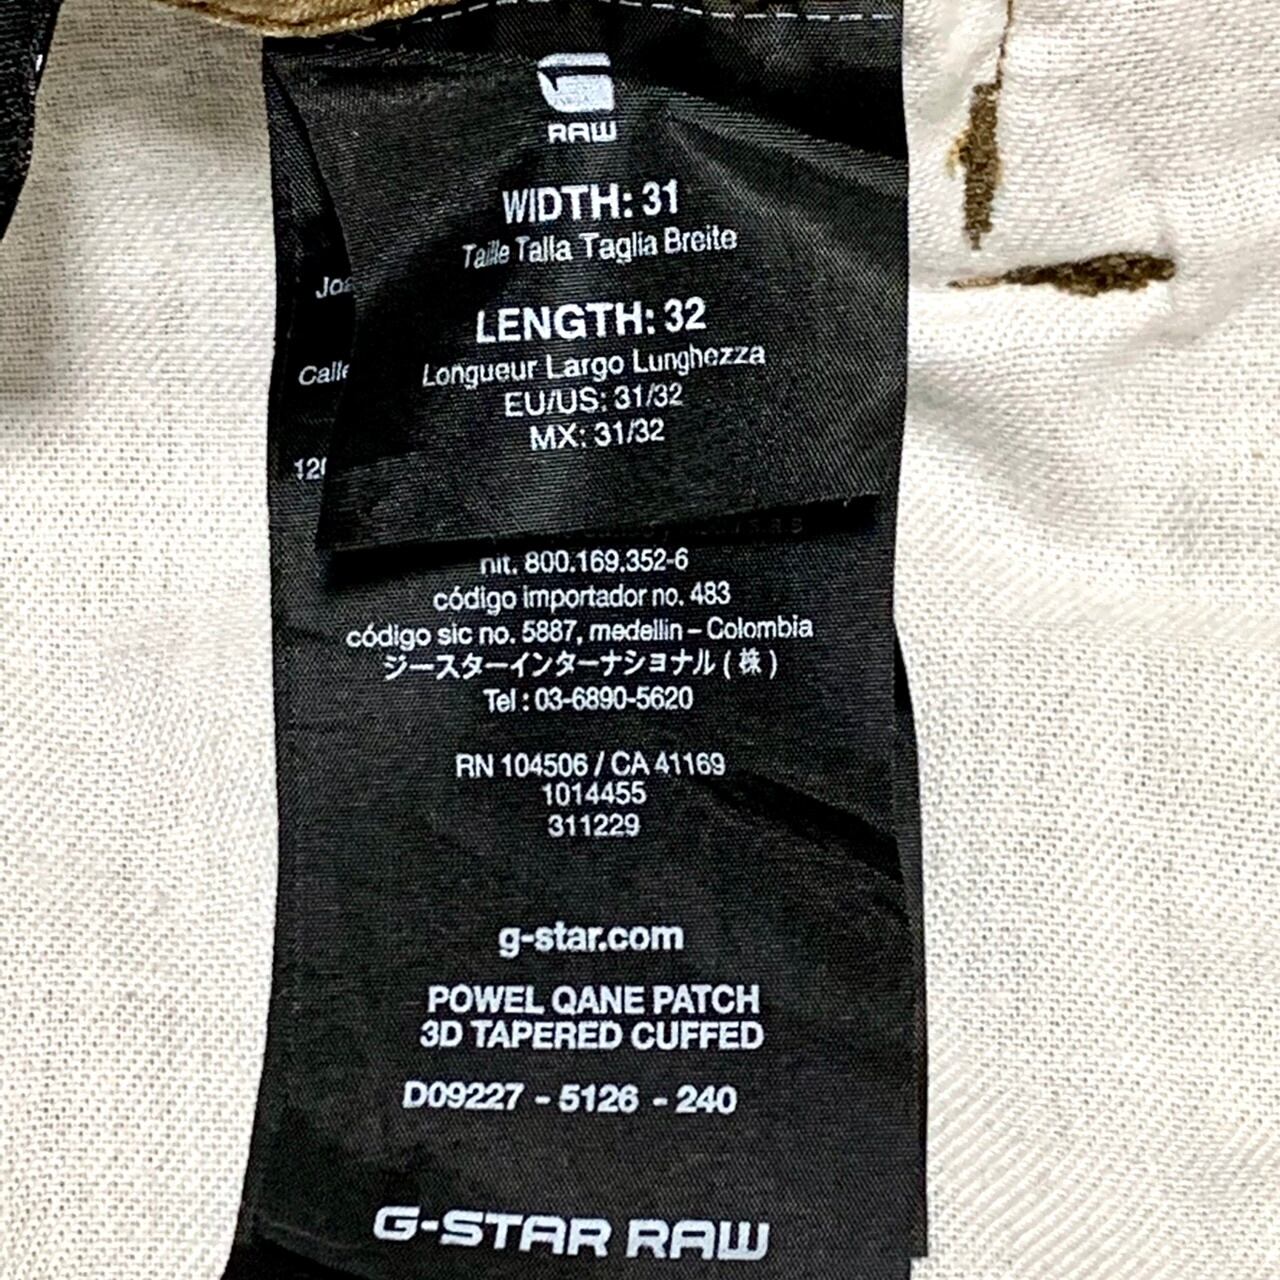 RAW
WIDTH: 31
Taille Talla Taglia Breite
LENGTH: 32
Longueur Largo Lunghezza
EU/US: 31/32
MX: 31/32
nit. 800.169.352-6
código importador no. 483
código sic no. 5887, medellin – Colombia
ジースターインターナショナル ( 株 )
Tel : 03-6890-5620
RN 104506 / CA 41169
1014455
311229
g-star.com
POWEL QANE PATCH
3D TAPERED CUFFED
D09227 - 5126 - 240
G-STAR RAW